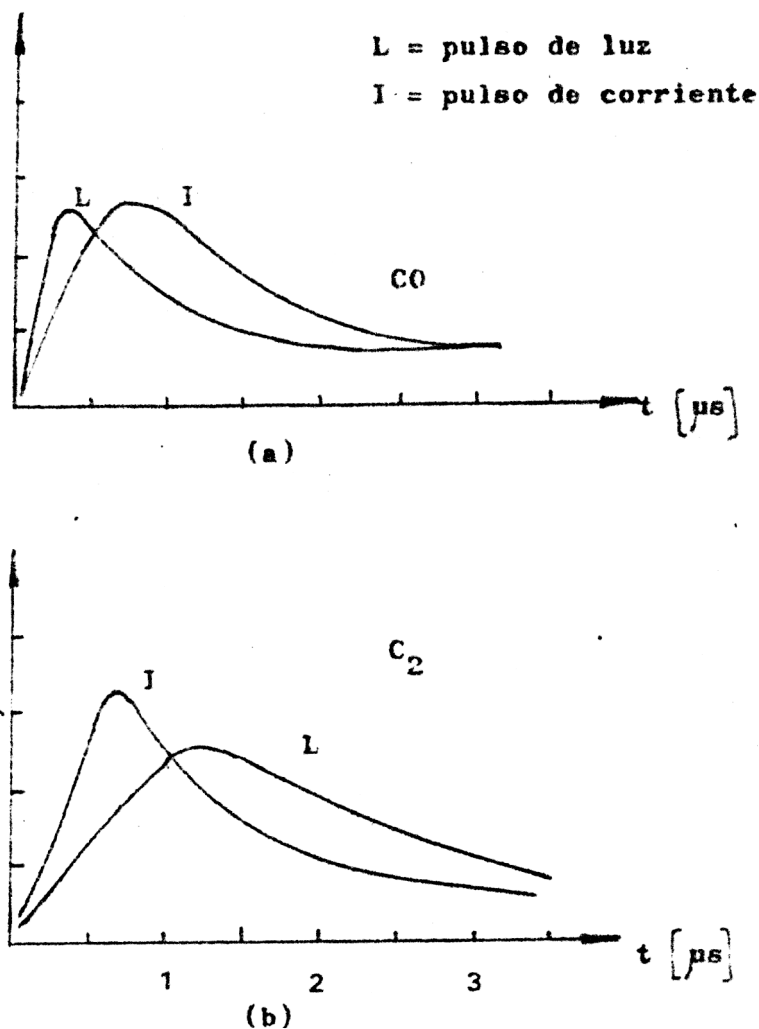 L = pulso de luz
I = pulso de corriente
L
I
CO
t [μs]
(a)
C₂
I
L
t [μs]
1 2 3
(b)